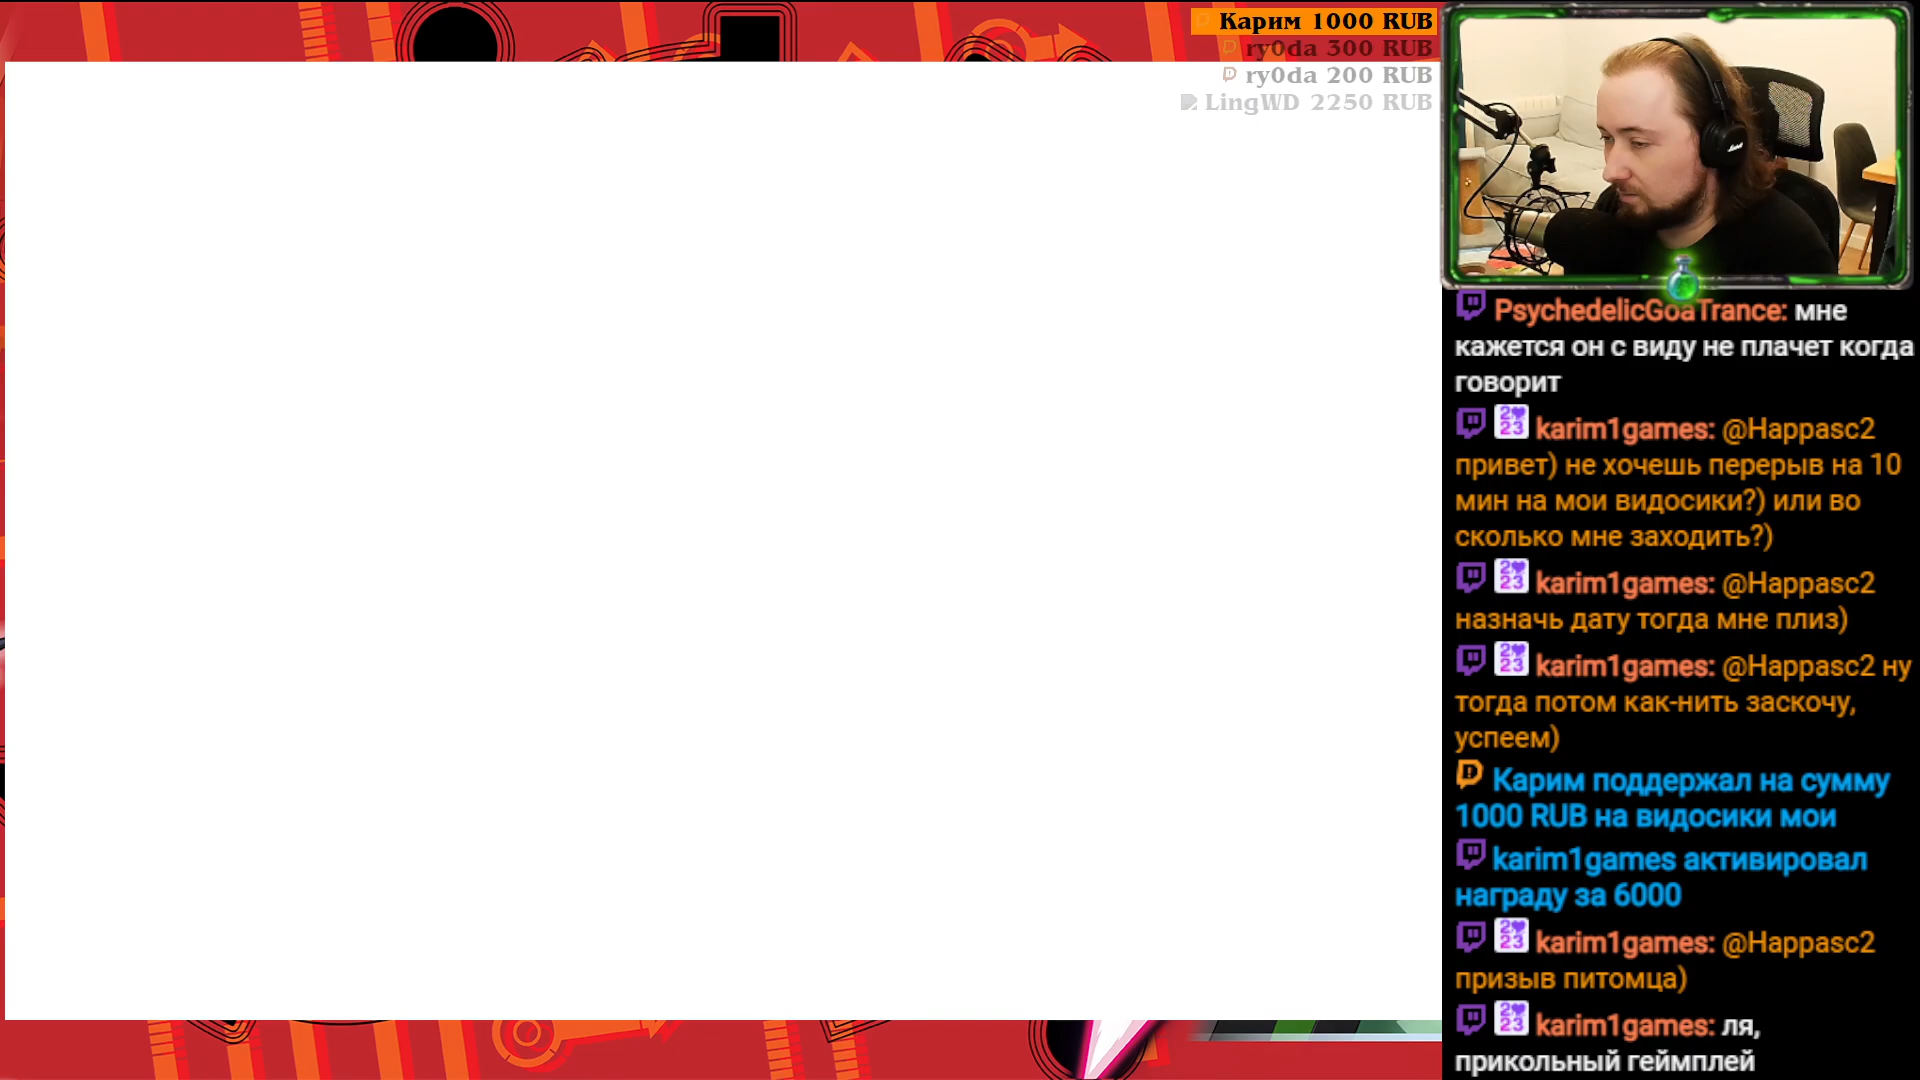 Карим 1000 RUB
ry0da 300 RUB
ry0da 200 RUB
LingWD 2250 RUB
PsychedelicGoaTrance: мне
кажется он с виду не плачет когда
говорит
karim1games: @Happasc2
привет) не хочешь перерыв на 10
мин на мои видосики?) или во
сколько мне заходить?)
karim1games: @Happasc2
назначь дату тогда мне плиз)
karim1games: @Happasc2 ну
тогда потом как-нить заскочу,
успеем)
Карим поддержал на сумму
1000 RUB на видосики мои
karim1games активировал
награду за 6000
karim1games: @Happasc2
призыв питомца)
karim1games: ля,
прикольный геймплей